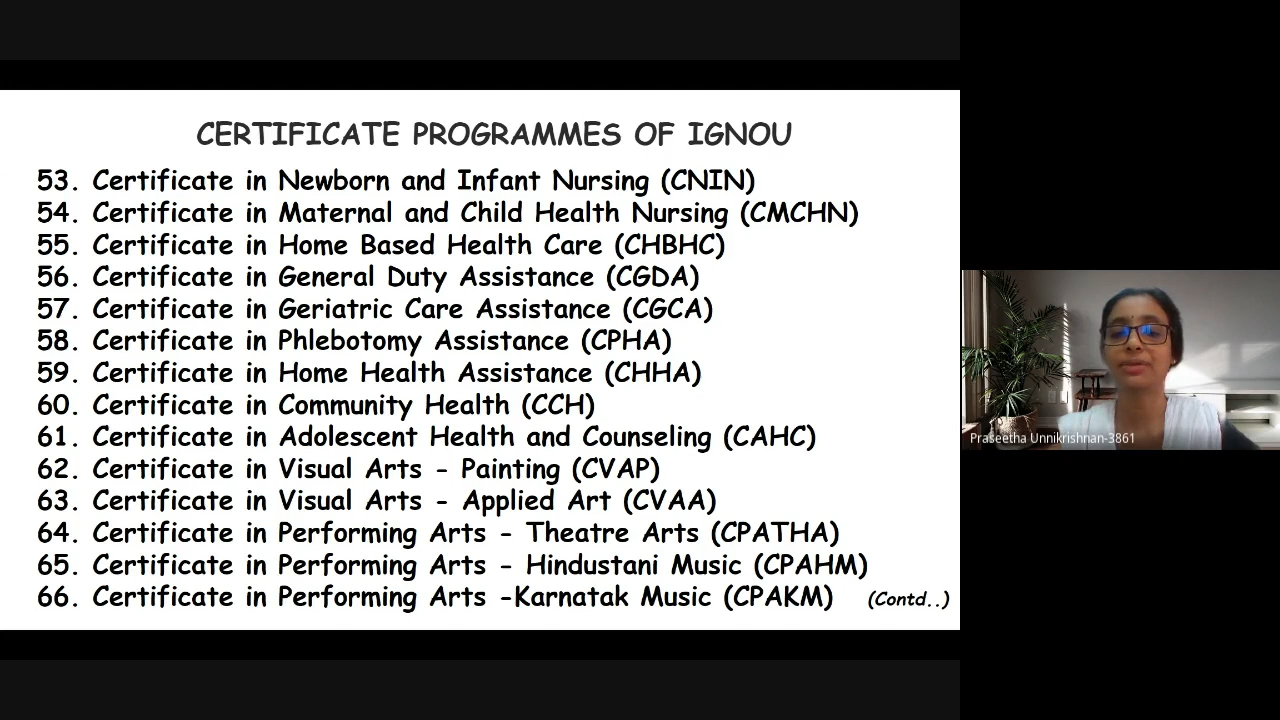 CERTIFICATE PROGRAMMES OF IGNOU
53. Certificate in Newborn and Infant Nursing (CNIN)
54. Certificate in Maternal and Child Health Nursing (CMCHN)
55. Certificate in Home Based Health Care (CHBHC)
56. Certificate in General Duty Assistance (CGDA)
57. Certificate in Geriatric Care Assistance (CGCA)
58. Certificate in Phlebotomy Assistance (CPHA)
59. Certificate in Home Health Assistance (CHHA)
60. Certificate in Community Health (CCH)
61. Certificate in Adolescent Health and Counseling (CAHC)
62. Certificate in Visual Arts - Painting (CVAP)
63. Certificate in Visual Arts - Applied Art (CVAA)
64. Certificate in Performing Arts - Theatre Arts (CPATHA)
65. Certificate in Performing Arts - Hindustani Music (CPAHM)
66. Certificate in Performing Arts -Karnatak Music (CPAKM) (Contd..)
Praseetha Unnikrishnan-3861